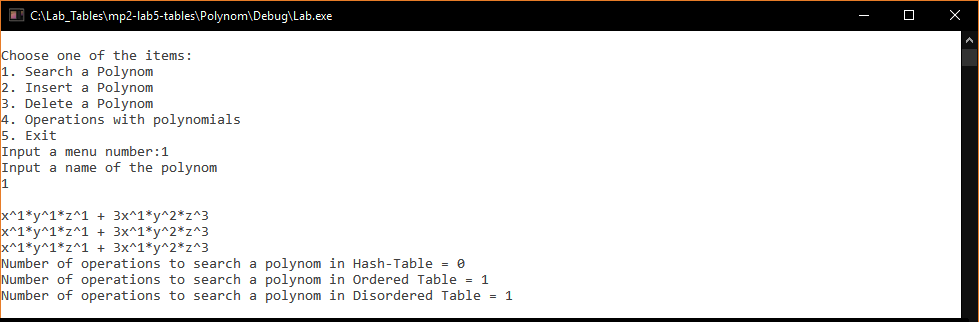 C:\Lab_Tables\mp2-lab5-tables\Polynom\Debug\Lab.exe
Choose one of the items:
1. Search a Polynom
2. Insert a Polynom
3. Delete a Polynom
4. Operations with polynomials
5. Exit
Input a menu number:1
Input a name of the polynom
1
x^1*y^1*z^1 + 3x^1*y^2*z^3
x^1*y^1*z^1 + 3x^1*y^2*z^3
x^1*y^1*z^1 + 3x^1*y^2*z^3
Number of operations to search a polynom in Hash-Table = 0
Number of operations to search a polynom in Ordered Table = 1
Number of operations to search a polynom in Disordered Table = 1